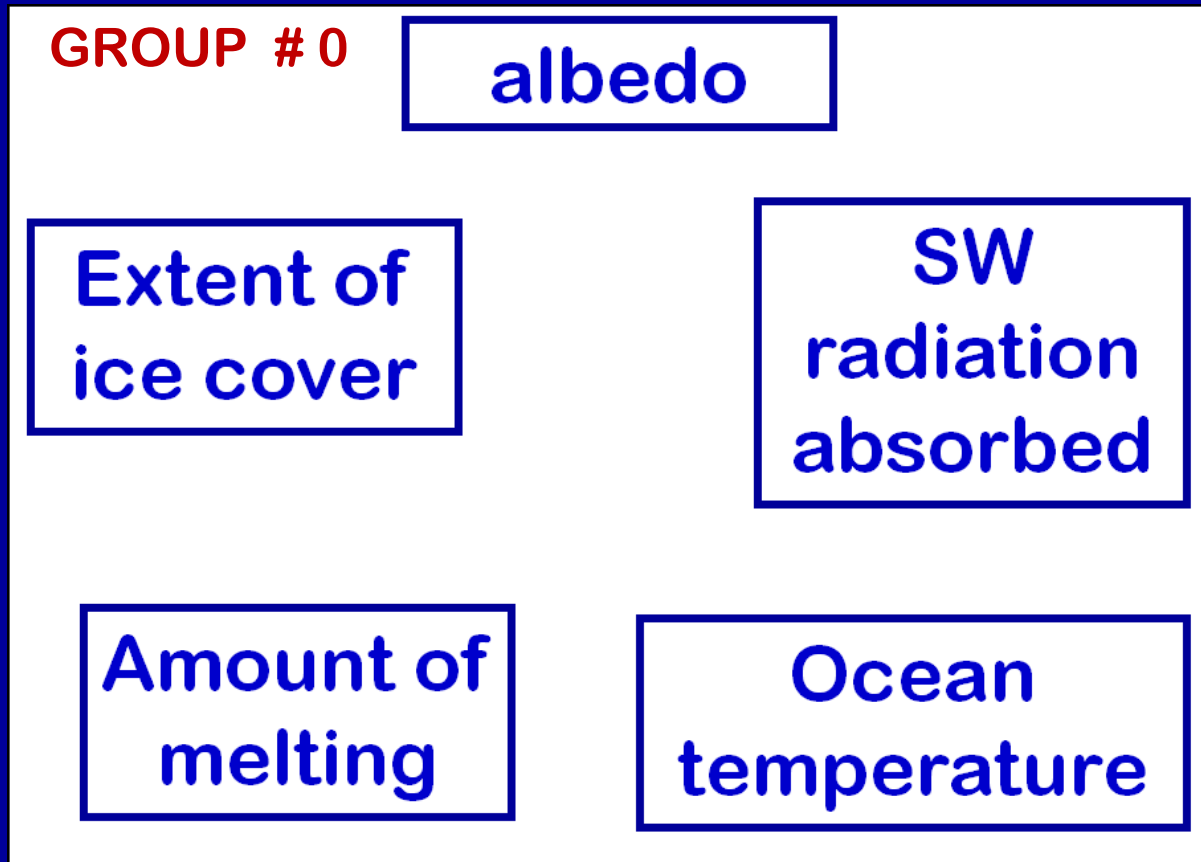 GROUP # 0
albedo
Extent of
ice cover
SW
radiation
absorbed
Amount of
melting
Ocean
temperature